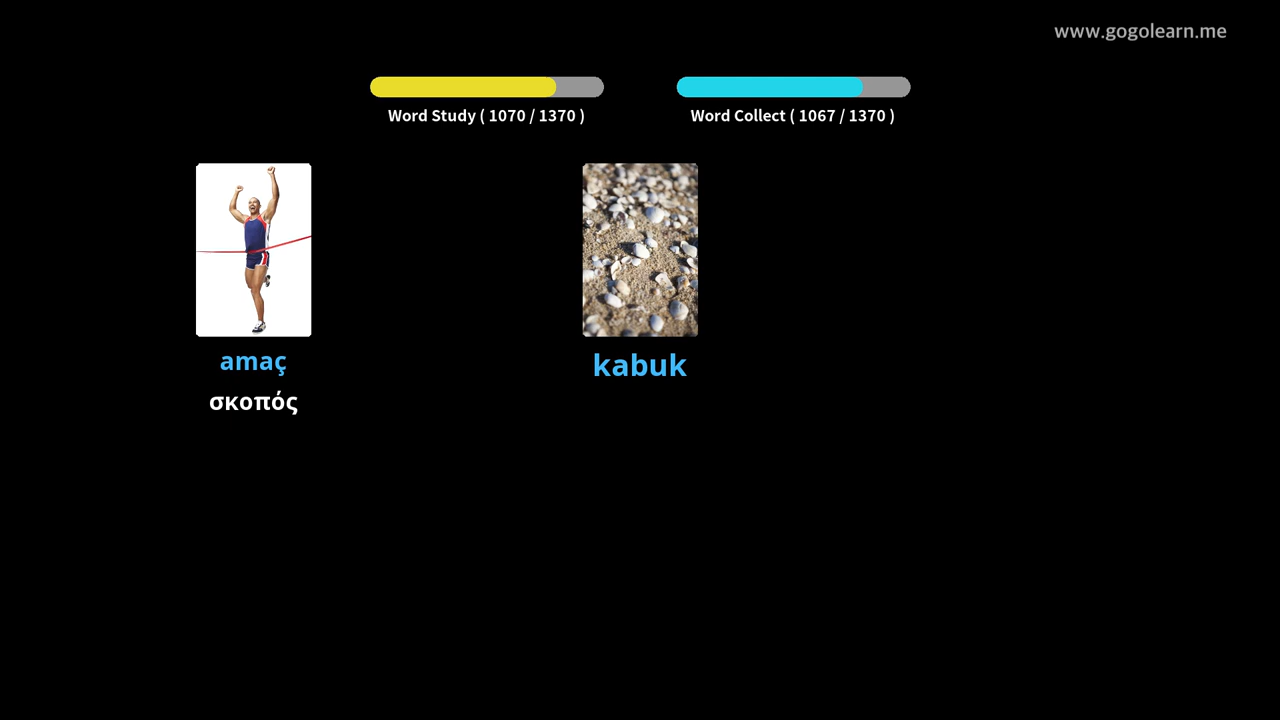 www.gogolearn.me
Word Study ( 1070 / 1370 )
Word Collect ( 1067 / 1370 )
amaç
σκοπός
kabuk